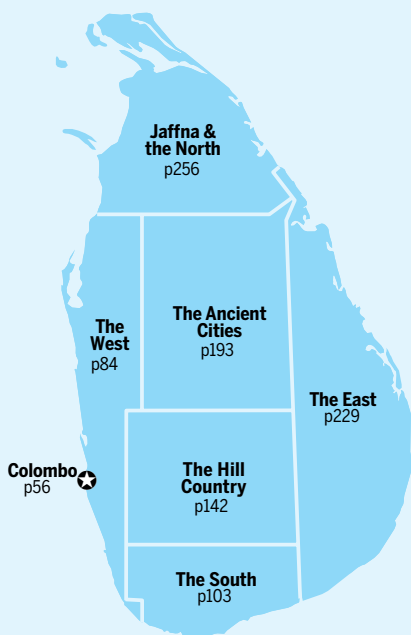 Jaffna &
the North
p256
The
West
p84
The Ancient
Cities
p193
The East
p229
Colombo
p56
The Hill
Country
p142
The South
p103